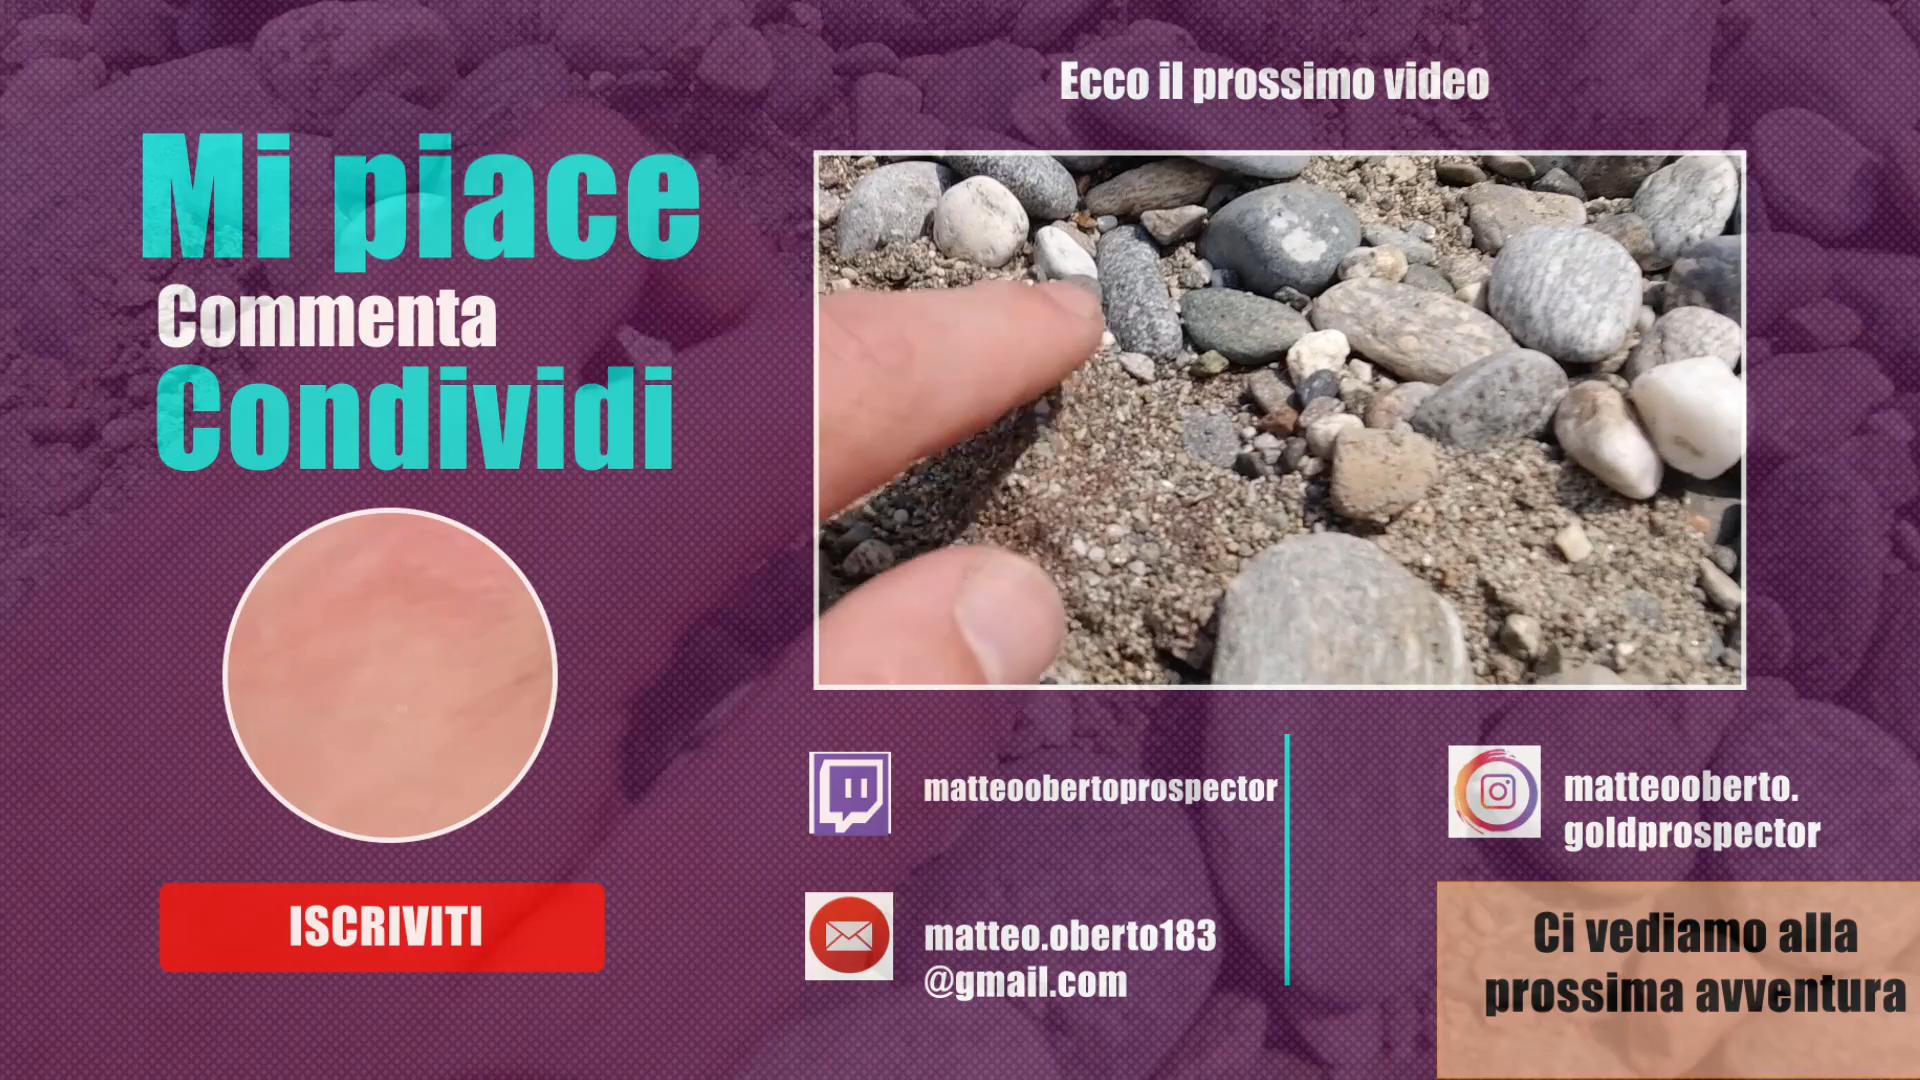 Mi piace
Commenta
Condividi
ISCRIVITI
Ecco il prossimo video
matteoobertoprospector
matteo.oberto183
@gmail.com
matteooberto.
goldprospector
Ci vediamo alla
prossima avventura